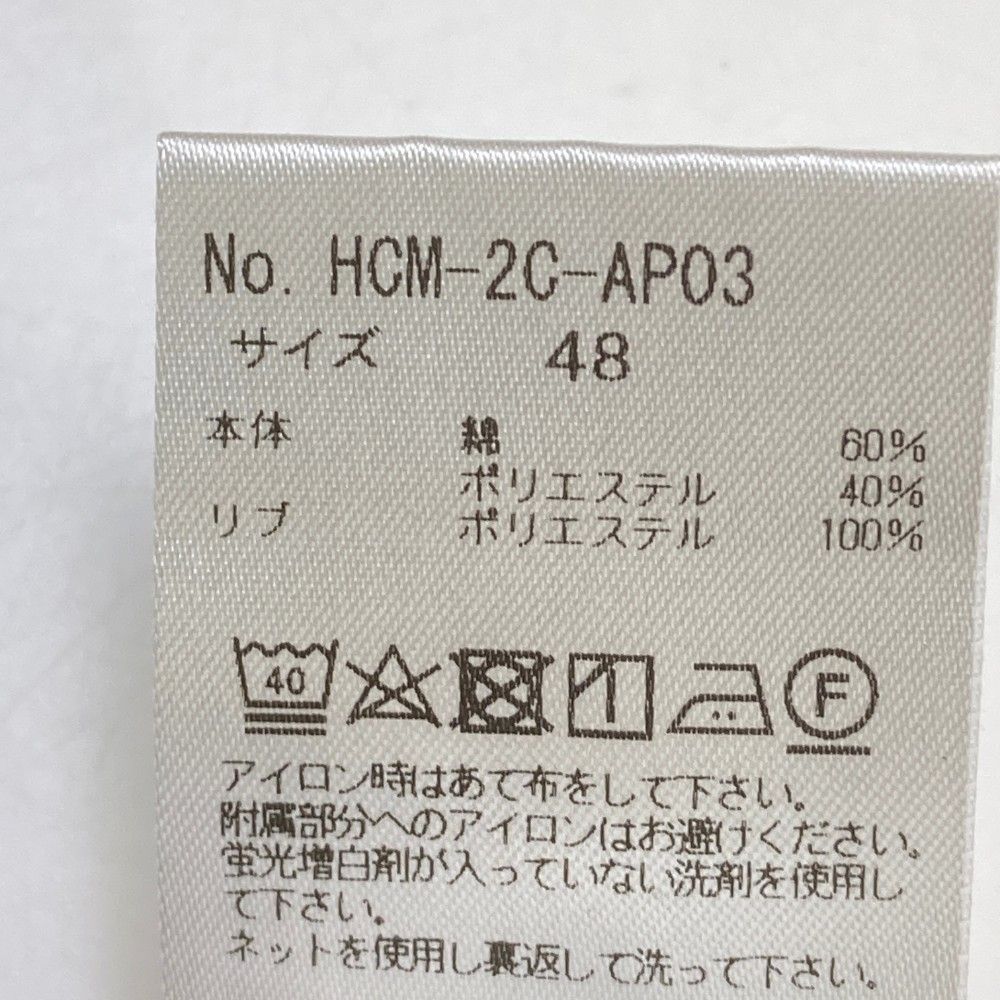 No. HCM-2C-AP03
サイズ 48
本体 綿 60%
ポリエステル 40%
リブ ポリエステル 100%
40 F
アイロン時はあて布をして下さい。
附属部分へのアイロンはお避けください。
蛍光増白剤が入っていない洗剤を使用し
て下さい。
ネットを使用し裏返して洗って下さい。